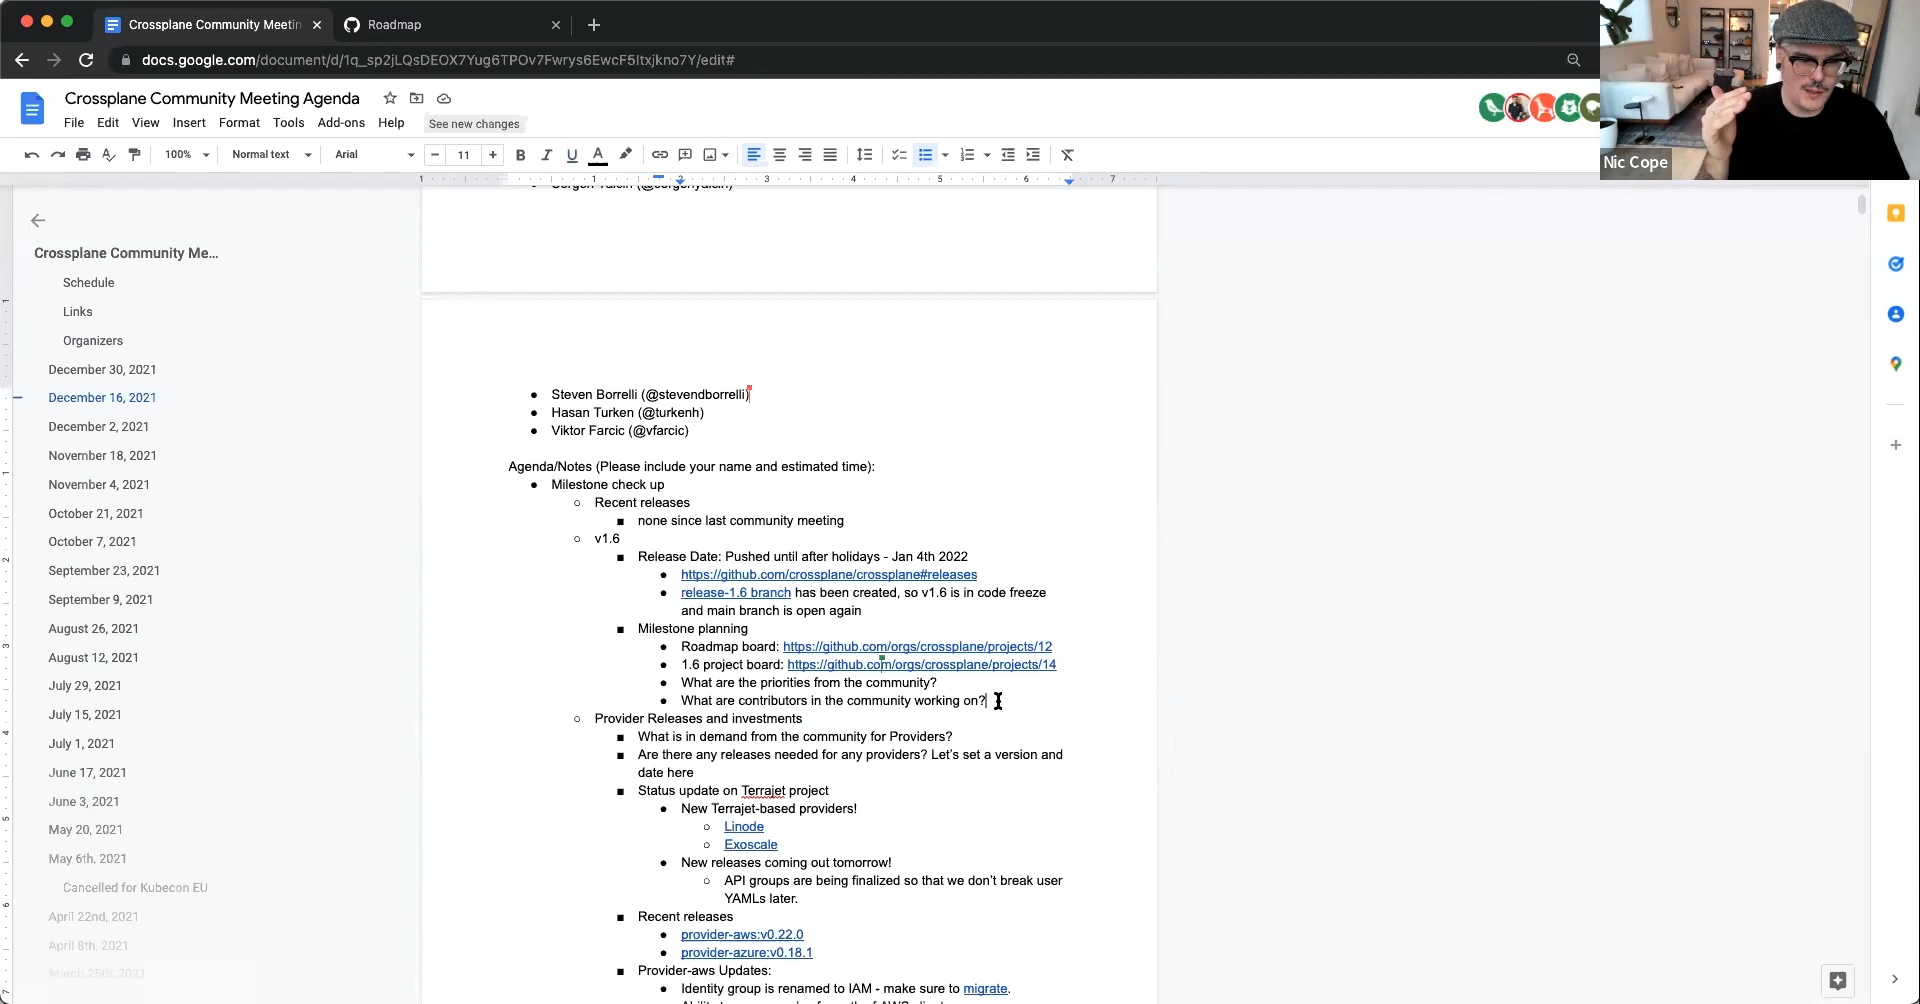 Crossplane Community Meetin
Roadmap
docs.google.com/document/d/1q_sp2jLQsDEOX7Yug6TPOv7Fwrys6EwcF5Itxjkno7Y/edit#
Crossplane Community Meeting Agenda
File Edit View Insert Format Tools Add-ons Help See new changes
100% Normal text Arial 11
Nic Cope
1 1 2 3 4 5 6 7
Crossplane Community Me...
Schedule
Links
Organizers
December 30, 2021
December 16, 2021
December 2, 2021
November 18, 2021
November 4, 2021
October 21, 2021
October 7, 2021
September 23, 2021
September 9, 2021
August 26, 2021
August 12, 2021
July 29, 2021
July 15, 2021
July 1, 2021
June 17, 2021
June 3, 2021
May 20, 2021
May 6th, 2021
Cancelled for Kubecon EU
April 22nd, 2021
April 8th, 2021
March 25th, 2021
● Steven Borrelli (@stevendborrelli)
● Hasan Turken (@turkenh)
● Viktor Farcic (@vfarcic)
Agenda/Notes (Please include your name and estimated time):
● Milestone check up
○ Recent releases
■ none since last community meeting
○ v1.6
■ Release Date: Pushed until after holidays - Jan 4th 2022
● https://github.com/crossplane/crossplane#releases
● release-1.6 branch has been created, so v1.6 is in code freeze
and main branch is open again
■ Milestone planning
● Roadmap board: https://github.com/orgs/crossplane/projects/12
● 1.6 project board: https://github.com/orgs/crossplane/projects/14
● What are the priorities from the community?
● What are contributors in the community working on?
○ Provider Releases and investments
■ What is in demand from the community for Providers?
■ Are there any releases needed for any providers? Let's set a version and
date here
■ Status update on Terrajet project
● New Terrajet-based providers!
○ Linode
○ Exoscale
● New releases coming out tomorrow!
○ API groups are being finalized so that we don't break user
YAMLs later.
■ Recent releases
● provider-aws:v0.22.0
● provider-azure:v0.18.1
■ Provider-aws Updates:
● Identity group is renamed to IAM - make sure to migrate.